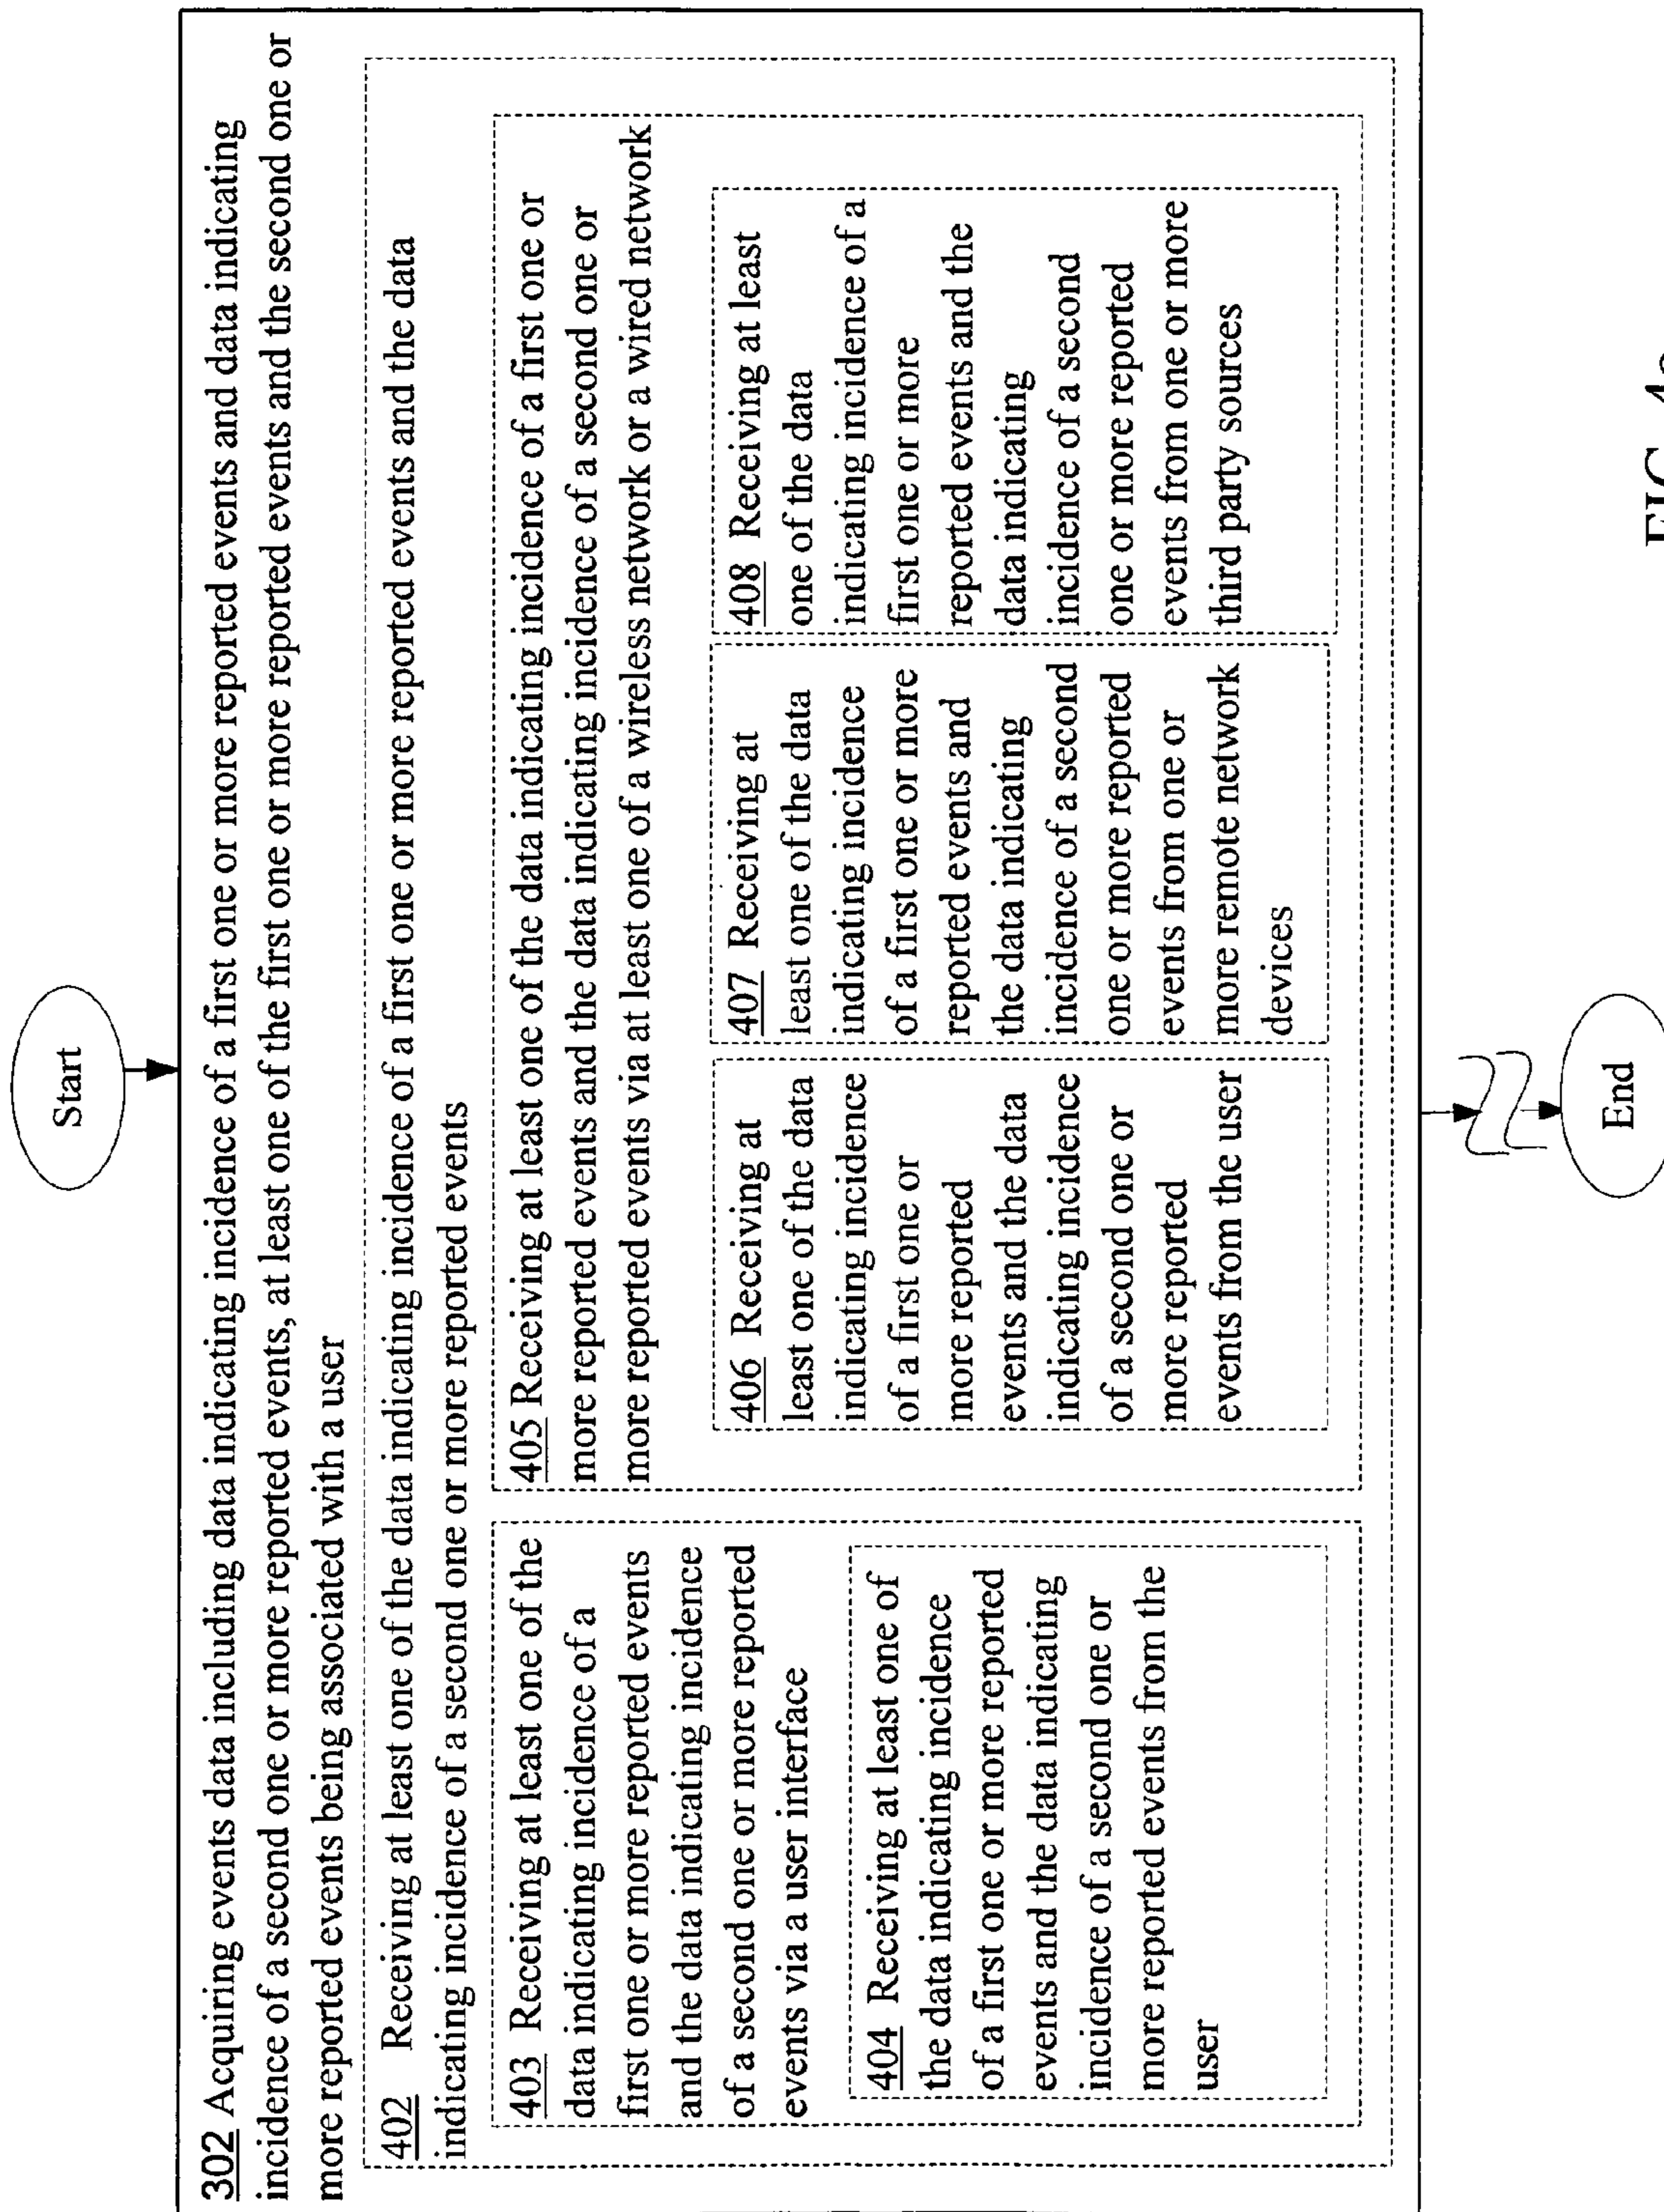 Start
302 Acquiring events data including data indicating incidence of a first one or more reported events and data indicating
incidence of a second one or more reported events, at least one of the first one or more reported events and the second one or
more reported events being associated with a user
402 Receiving at least one of the data indicating incidence of a first one or more reported events and the data
indicating incidence of a second one or more reported events
403 Receiving at least one of the
data indicating incidence of a
first one or more reported events
and the data indicating incidence
of a second one or more reported
events via a user interface
404 Receiving at least one of
the data indicating incidence
of a first one or more reported
events and the data indicating
incidence of a second one or
more reported events from the
user
405 Receiving at least one of the data indicating incidence of a first one or
more reported events and the data indicating incidence of a second one or
more reported events via at least one of a wireless network or a wired network
406 Receiving at
least one of the data
indicating incidence
of a first one or
more reported
events and the data
indicating incidence
of a second one or
more reported
events from the user
407 Receiving at
least one of the data
indicating incidence
of a first one or more
reported events and
the data indicating
incidence of a second
one or more reported
events from one or
more remote network
devices
408 Receiving at least
one of the data
indicating incidence of a
first one or more
reported events and the
data indicating
incidence of a second
one or more reported
events from one or more
third party sources
End